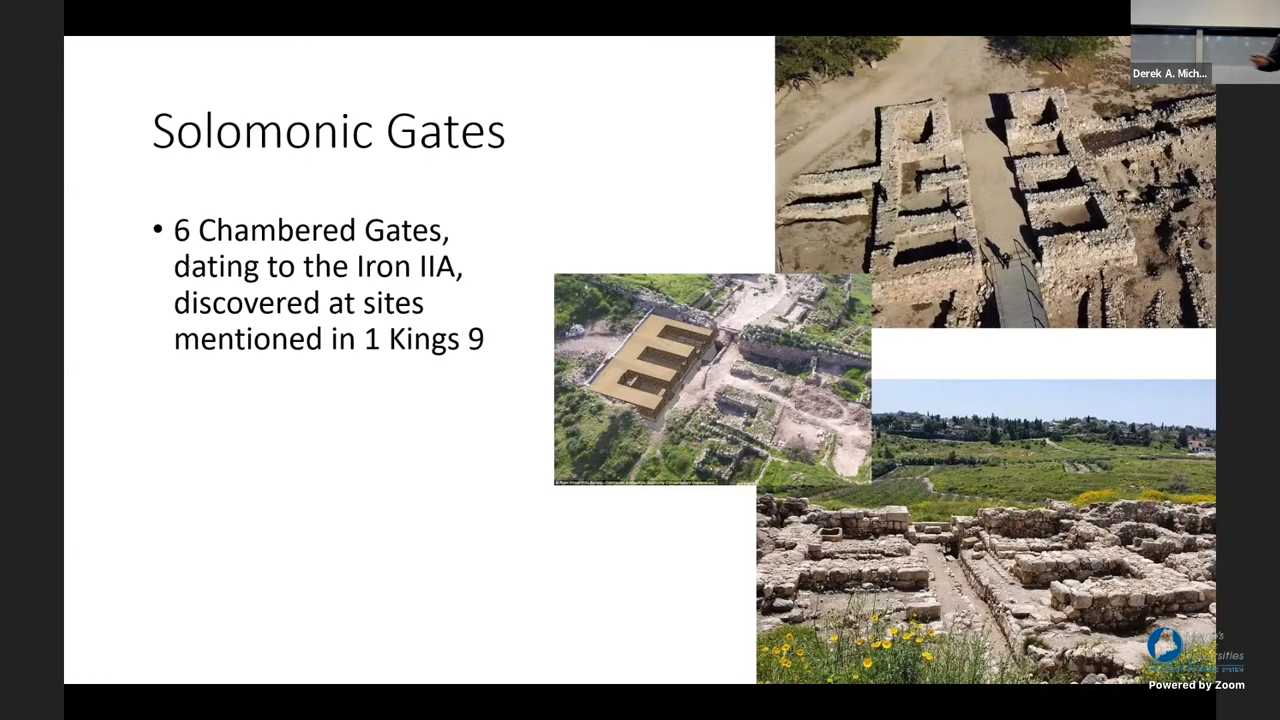 Derek A. Mich...
Solomonic Gates
• 6 Chambered Gates,
dating to the Iron IIA,
discovered at sites
mentioned in 1 Kings 9
Powered by Zoom